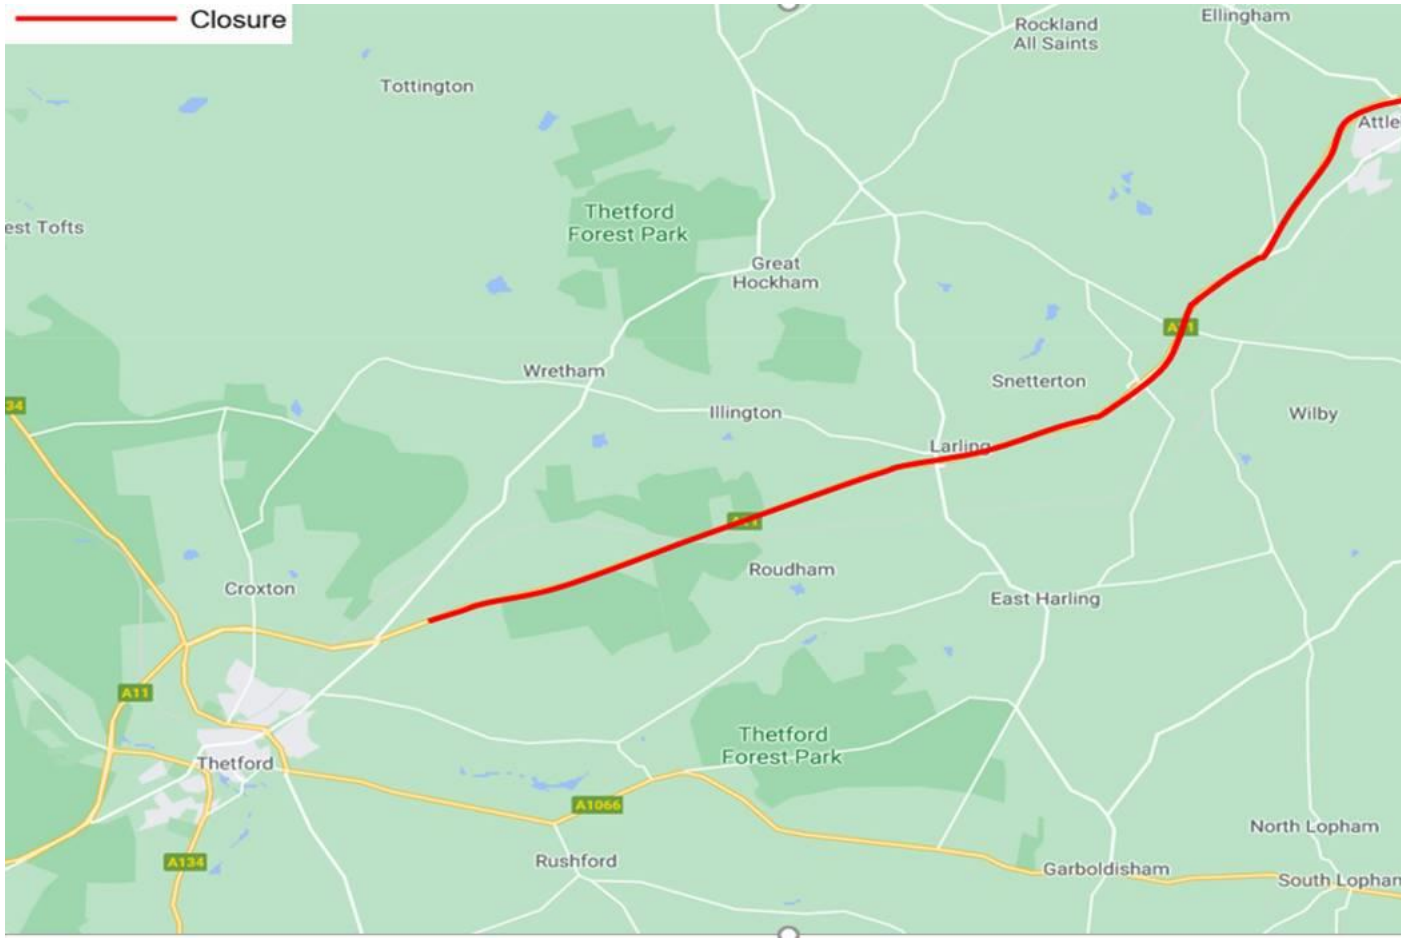 Closure
Rockland
All Saints
Ellingham
Tottington
Attle
Thetford
Forest Park
est Tofts
Great
Hockham
Wretham
Snetterton
34
Illington
Wilby
Larling
Roudham
Croxton
East Harling
A11
Thetford
Forest Park
Thetford
A1066
North Lopham
Rushford
A134
Garboldisham
South Lophan